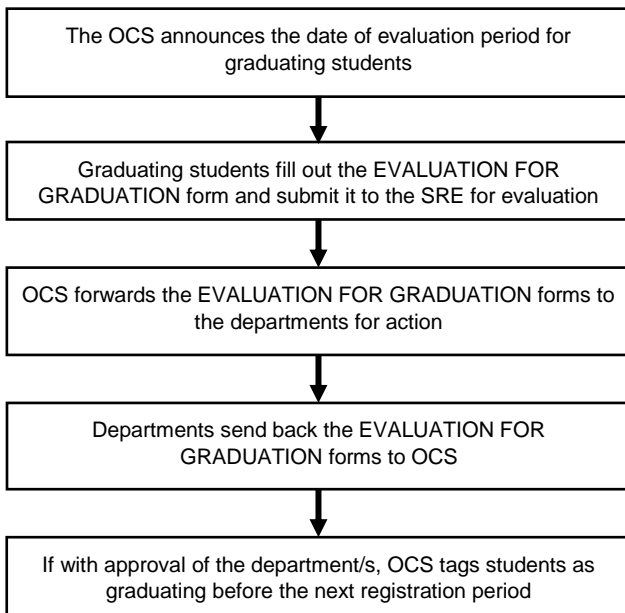 The OCS announces the date of evaluation period for
graduating students
Graduating students fill out the EVALUATION FOR
GRADUATION form and submit it to the SRE for evaluation
OCS forwards the EVALUATION FOR GRADUATION forms to
the departments for action
Departments send back the EVALUATION FOR
GRADUATION forms to OCS
If with approval of the department/s, OCS tags students as
graduating before the next registration period